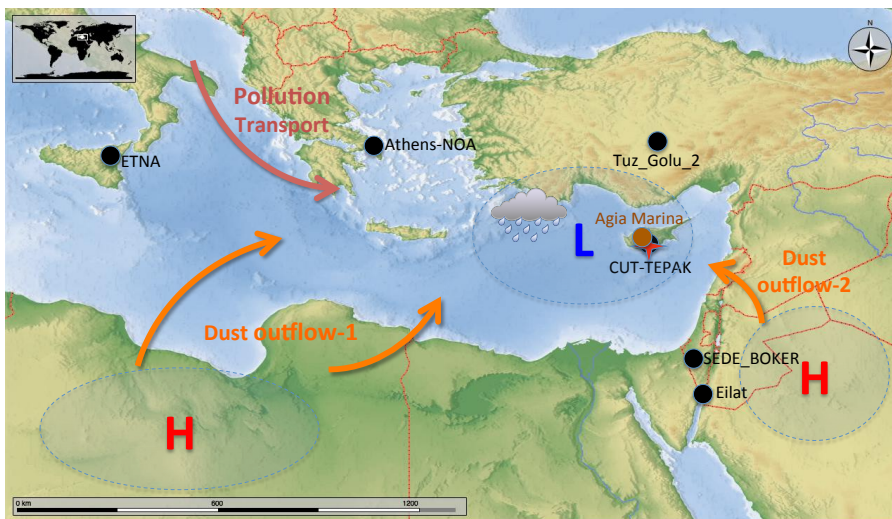 N
Pollution
Transport
Athens-NOA
ETNA
Tuz_Golu_2
Agia Marina
L
CUT-TEPAK
Dust
outflow-2
Dust outflow-1
SEDE_BOKER
H
Eilat
H
0 km
600
1200